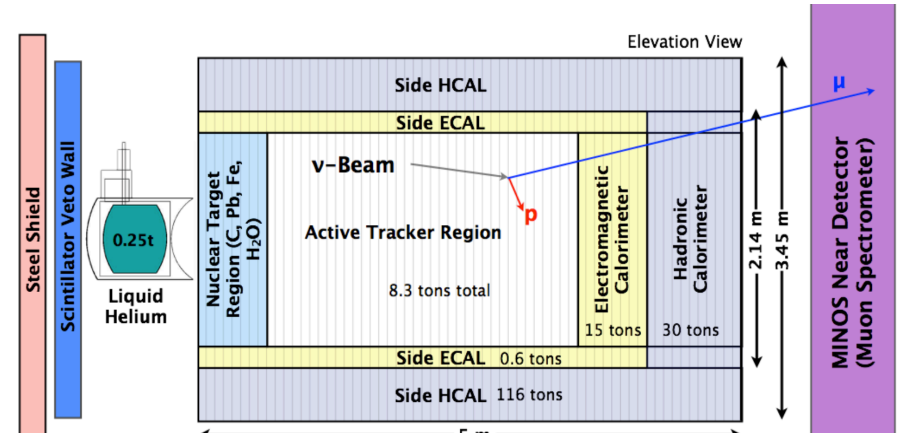 Elevation View
Steel Shield
Scintillator Veto Wall
0.25t
Liquid
Helium
Side HCAL
Side ECAL
Nuclear Target
Region (C, Pb, Fe,
H₂O)
ν-Beam
p
μ
Active Tracker Region
8.3 tons total
Electromagnetic
Calorimeter
15 tons
Hadronic
Calorimeter
30 tons
Side ECAL 0.6 tons
Side HCAL 116 tons
2.14 m
3.45 m
MINOS Near Detector
(Muon Spectrometer)